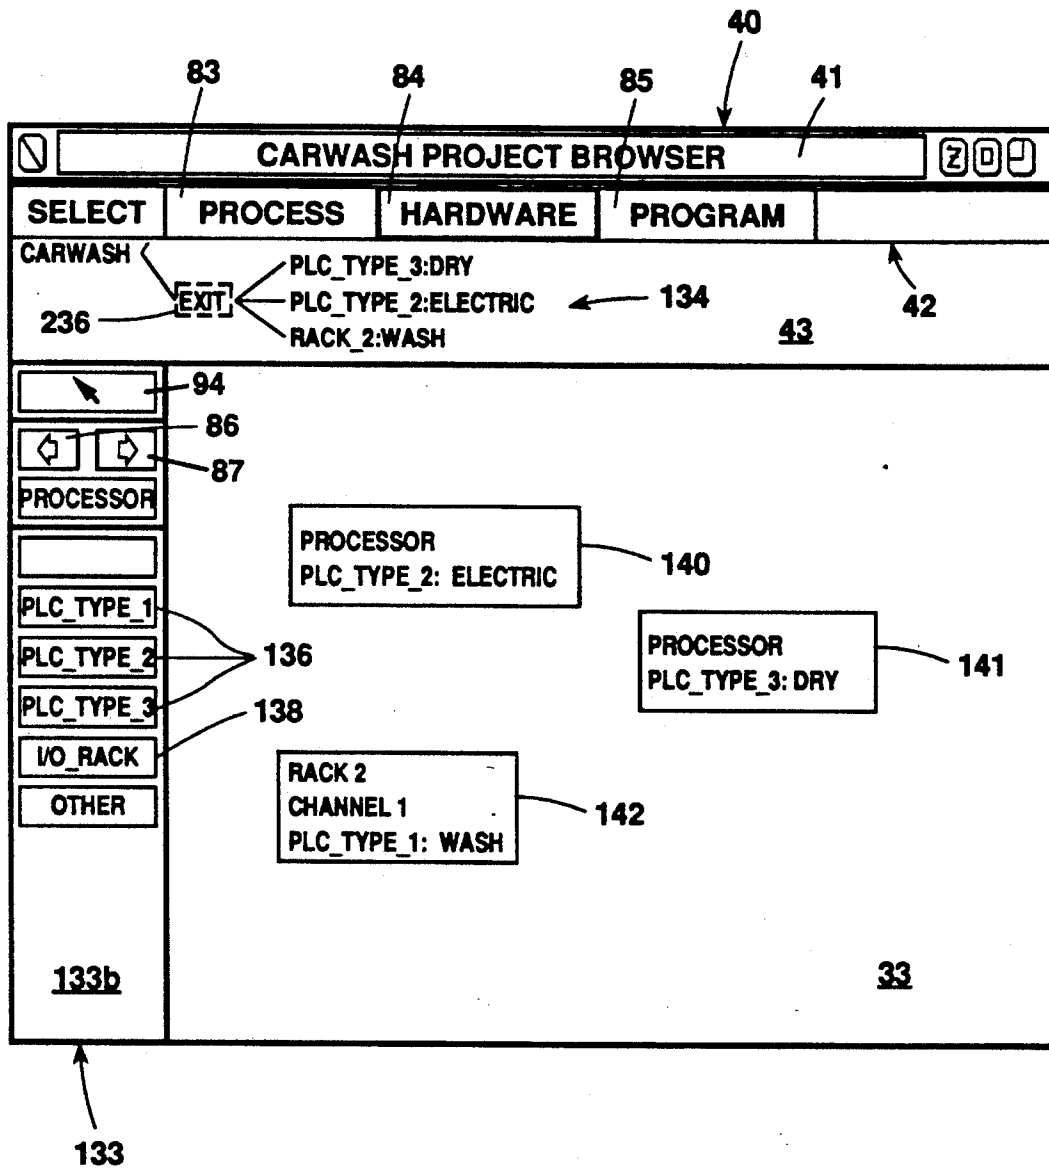 40
83
84
85
41
CARWASH PROJECT BROWSER
SELECT PROCESS HARDWARE PROGRAM
CARWASH
EXIT
PLC_TYPE_3:DRY
PLC_TYPE_2:ELECTRIC
RACK_2:WASH
134
236
43
42
94
86
87
PROCESSOR
PLC_TYPE_1
PLC_TYPE_2
PLC_TYPE_3
136
I/O_RACK
138
OTHER
PROCESSOR
PLC_TYPE_2: ELECTRIC
140
PROCESSOR
PLC_TYPE_3: DRY
141
RACK 2
CHANNEL 1
PLC_TYPE_1: WASH
142
133b
33
133